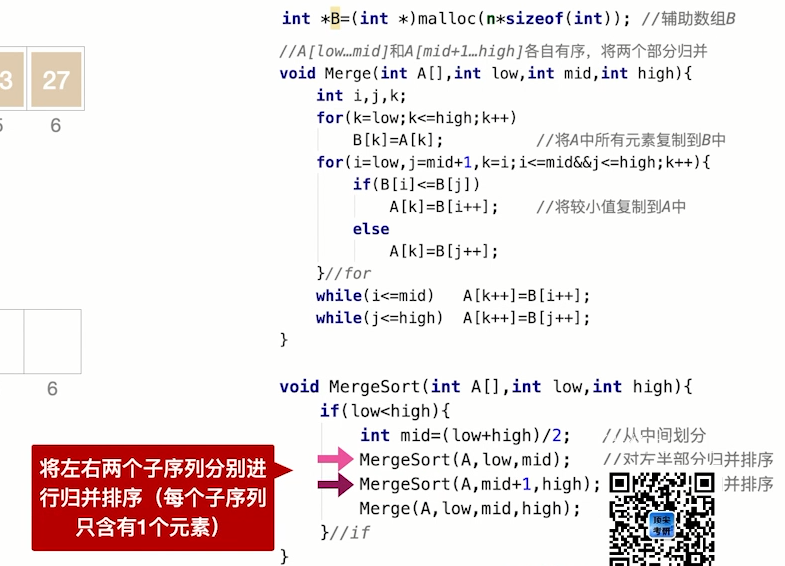 int *B=(int *)malloc(n*sizeof(int)); //辅助数组B
//A[low…mid]和A[mid+1…high]各自有序，将两个部分归并
void Merge(int A[],int low,int mid,int high){
int i,j,k;
for(k=low;k<=high;k++)
B[k]=A[k]; //将A中所有元素复制到B中
for(i=low,j=mid+1,k=i;i<=mid&&j<=high;k++){
if(B[i]<=B[j])
A[k]=B[i++]; //将较小值复制到A中
else
A[k]=B[j++];
}//for
while(i<=mid) A[k++]=B[i++];
while(j<=high) A[k++]=B[j++];
}
void MergeSort(int A[],int low,int high){
if(low<high){
int mid=(low+high)/2; //从中间划分
MergeSort(A,low,mid); //对左半部分归并排序
MergeSort(A,mid+1,high); 并排序
Merge(A,low,mid,high);
}//if
}
3 27
5 6
6
将左右两个子序列分别进
行归并排序（每个子序列
只含有1个元素）
顶尖
考研